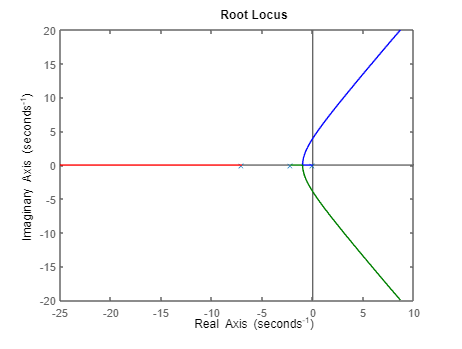 Root Locus
20
15
10
5
0
-5
-10
-15
-20
Imaginary Axis (seconds⁻¹)
-25 -20 -15 -10 -5 0 5 10
Real Axis (seconds⁻¹)